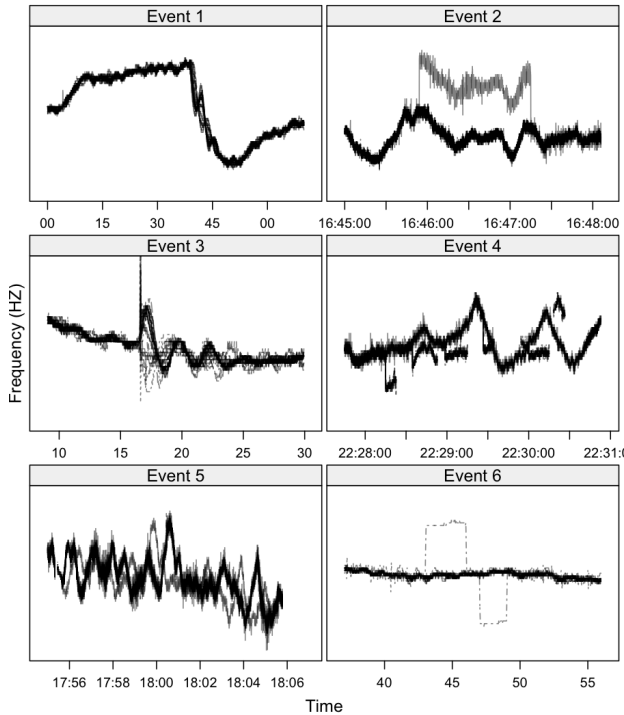 Event 1
Event 2
00 15 30 45 00
16:45:00 16:46:00 16:47:00 16:48:00
Event 3
Event 4
Frequency (HZ)
10 15 20 25 30
22:28:00 22:29:00 22:30:00 22:31:0
Event 5
Event 6
17:56 17:58 18:00 18:02 18:04 18:06
40 45 50 55
Time